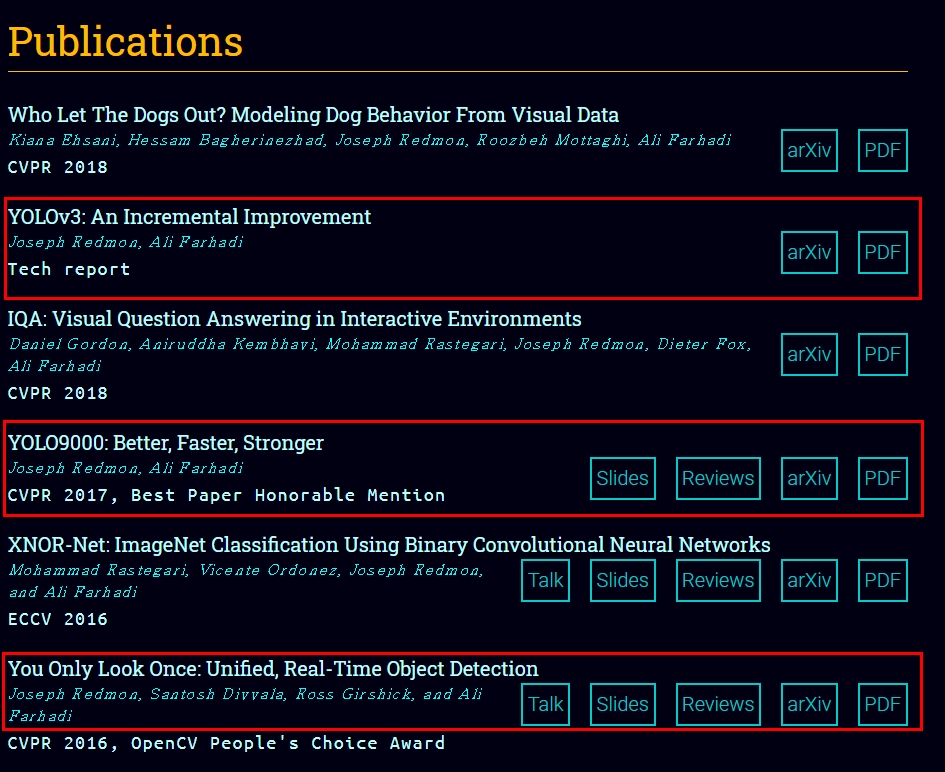 Publications
Who Let The Dogs Out? Modeling Dog Behavior From Visual Data
Kiana Ehsani, Hessam Bagherinezhad, Joseph Redmon, Roozbeh Mottaghi, Ali Farhadi
arXiv PDF
CVPR 2018
YOLOv3: An Incremental Improvement
Joseph Redmon, Ali Farhadi
arXiv PDF
Tech report
IQA: Visual Question Answering in Interactive Environments
Daniel Gordon, Aniruddha Kembhavi, Mohammad Rastegari, Joseph Redmon, Dieter Fox,
Ali Farhadi
arXiv PDF
CVPR 2018
YOLO9000: Better, Faster, Stronger
Joseph Redmon, Ali Farhadi
Slides Reviews arXiv PDF
CVPR 2017, Best Paper Honorable Mention
XNOR-Net: ImageNet Classification Using Binary Convolutional Neural Networks
Mohammad Rastegari, Vicente Ordonez, Joseph Redmon,
and Ali Farhadi
Talk Slides Reviews arXiv PDF
ECCV 2016
You Only Look Once: Unified, Real-Time Object Detection
Joseph Redmon, Santosh Divvala, Ross Girshick, and Ali
Farhadi
Talk Slides Reviews arXiv PDF
CVPR 2016, OpenCV People's Choice Award